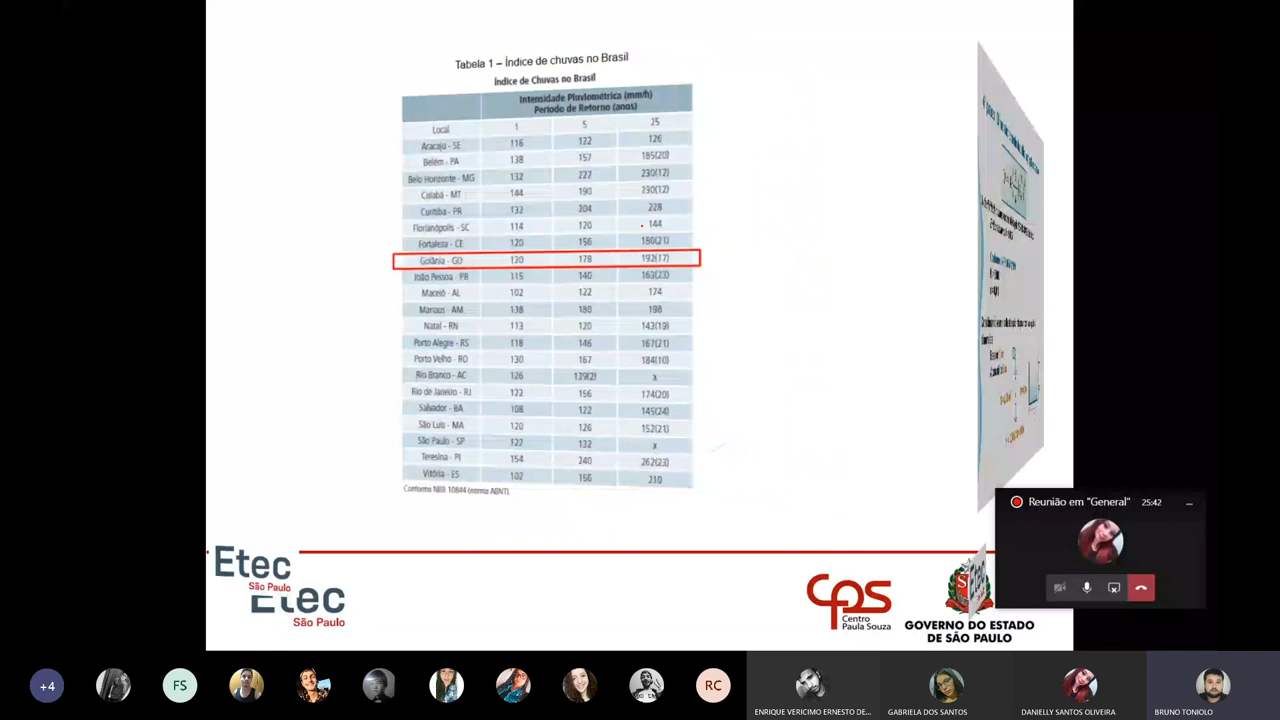 Tabela 1 – Índice de chuvas no Brasil
Índice de Chuvas no Brasil
Intensidade Pluviométrica (mm/h)
Período de Retorno (anos)
Local 1 5 25
Aracaju - SE 116 122 126
Belém - PA 138 157 185(20)
Belo Horizonte - MG 132 227 230(12)
Cuiabá - MT 144 190 230(12)
Curitiba - PR 132 204 228
Florianópolis - SC 114 120 144
Fortaleza - CE 120 156 180(21)
Goiânia - GO 120 178 192(17)
João Pessoa - PB 115 140 163(23)
Maceió - AL 102 122 174
Manaus - AM 138 180 198
Natal - RN 113 120 143(19)
Porto Alegre - RS 118 146 167(21)
Porto Velho - RO 130 167 184(10)
Rio Branco - AC 126 139(2) x
Rio de Janeiro - RJ 122 156 174(20)
Salvador - BA 108 122 145(24)
São Luis - MA 120 126 152(21)
São Paulo - SP 122 132 x
Teresina - PI 154 240 262(23)
Vitória - ES 102 156 210
Conforme NBR 10844 (norma ABNT).
Reunião em "General" 25:42
Etec
São Paulo
Etec
São Paulo
CPS
Centro
Paula Souza
GOVERNO DO ESTADO
DE SÃO PAULO
+4
FS
RC
ENRIQUE VERICIMO ERNESTO DE...
GABRIELA DOS SANTOS
DANIELLY SANTOS OLIVEIRA
BRUNO TONIOLO